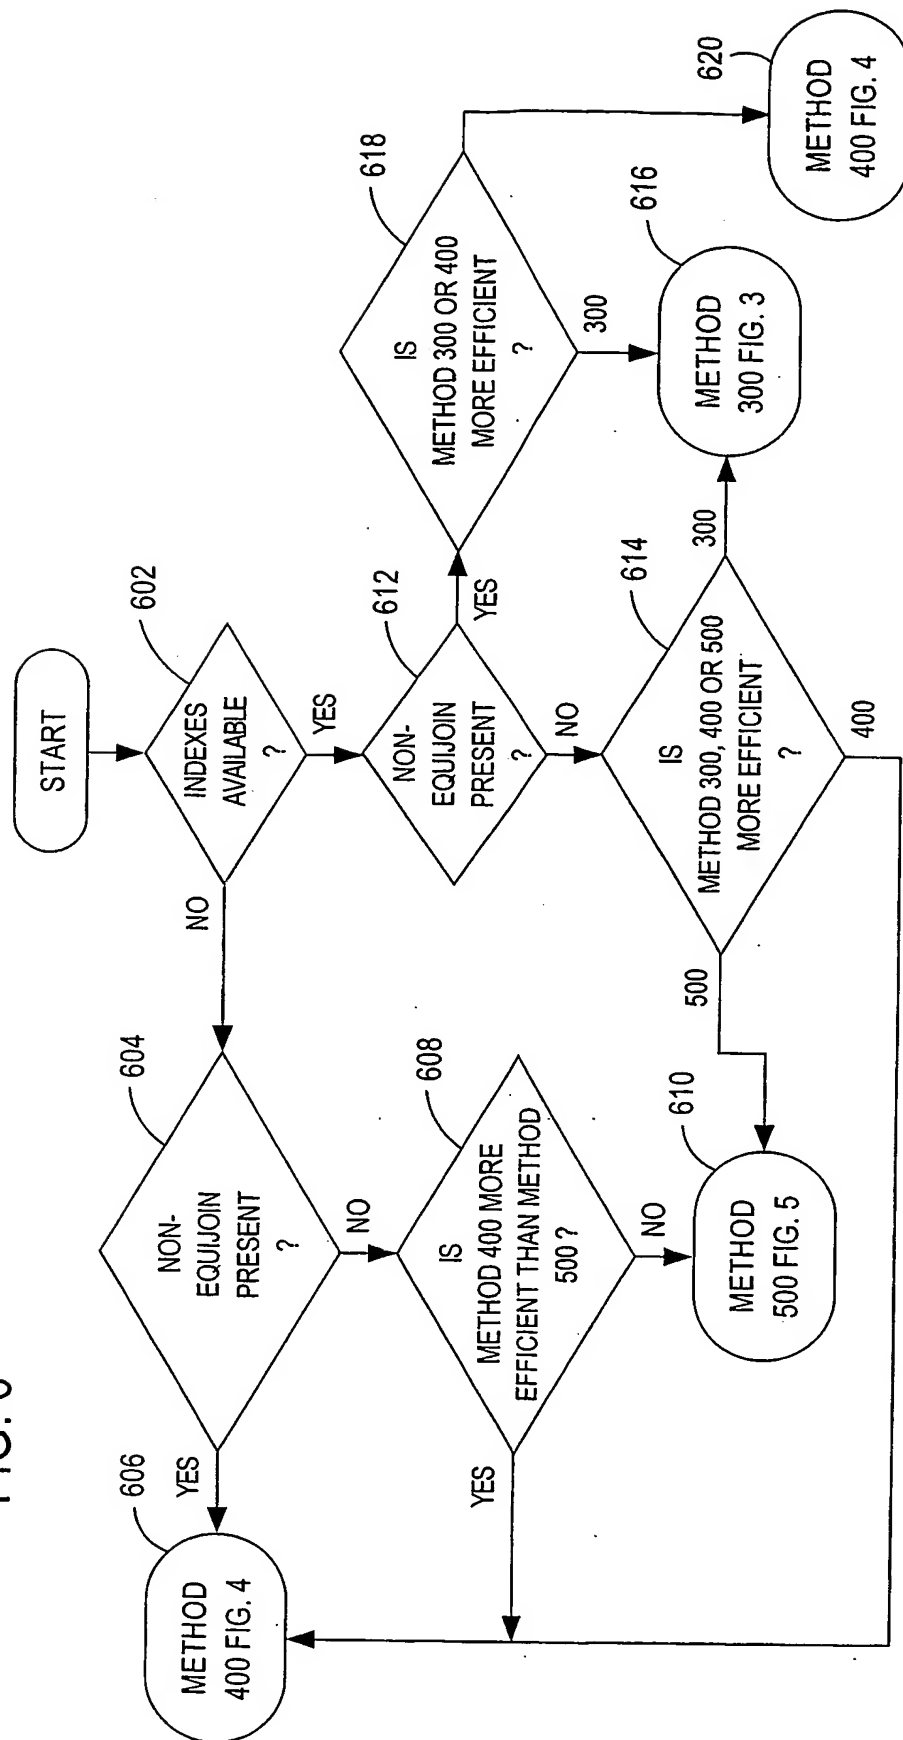 FIG. 6
START
602
INDEXES
AVAILABLE
?
NO
YES
604
NON-
EQUIJOIN
PRESENT
?
YES
NO
606
METHOD
400 FIG. 4
608
IS
METHOD 400 MORE
EFFICIENT THAN METHOD
500 ?
YES
NO
610
METHOD
500 FIG. 5
612
NON-
EQUIJOIN
PRESENT
?
YES
NO
614
IS
METHOD 300, 400 OR 500
MORE EFFICIENT
?
500
300
400
618
IS
METHOD 300 OR 400
MORE EFFICIENT
?
300
616
METHOD
300 FIG. 3
620
METHOD
400 FIG. 4